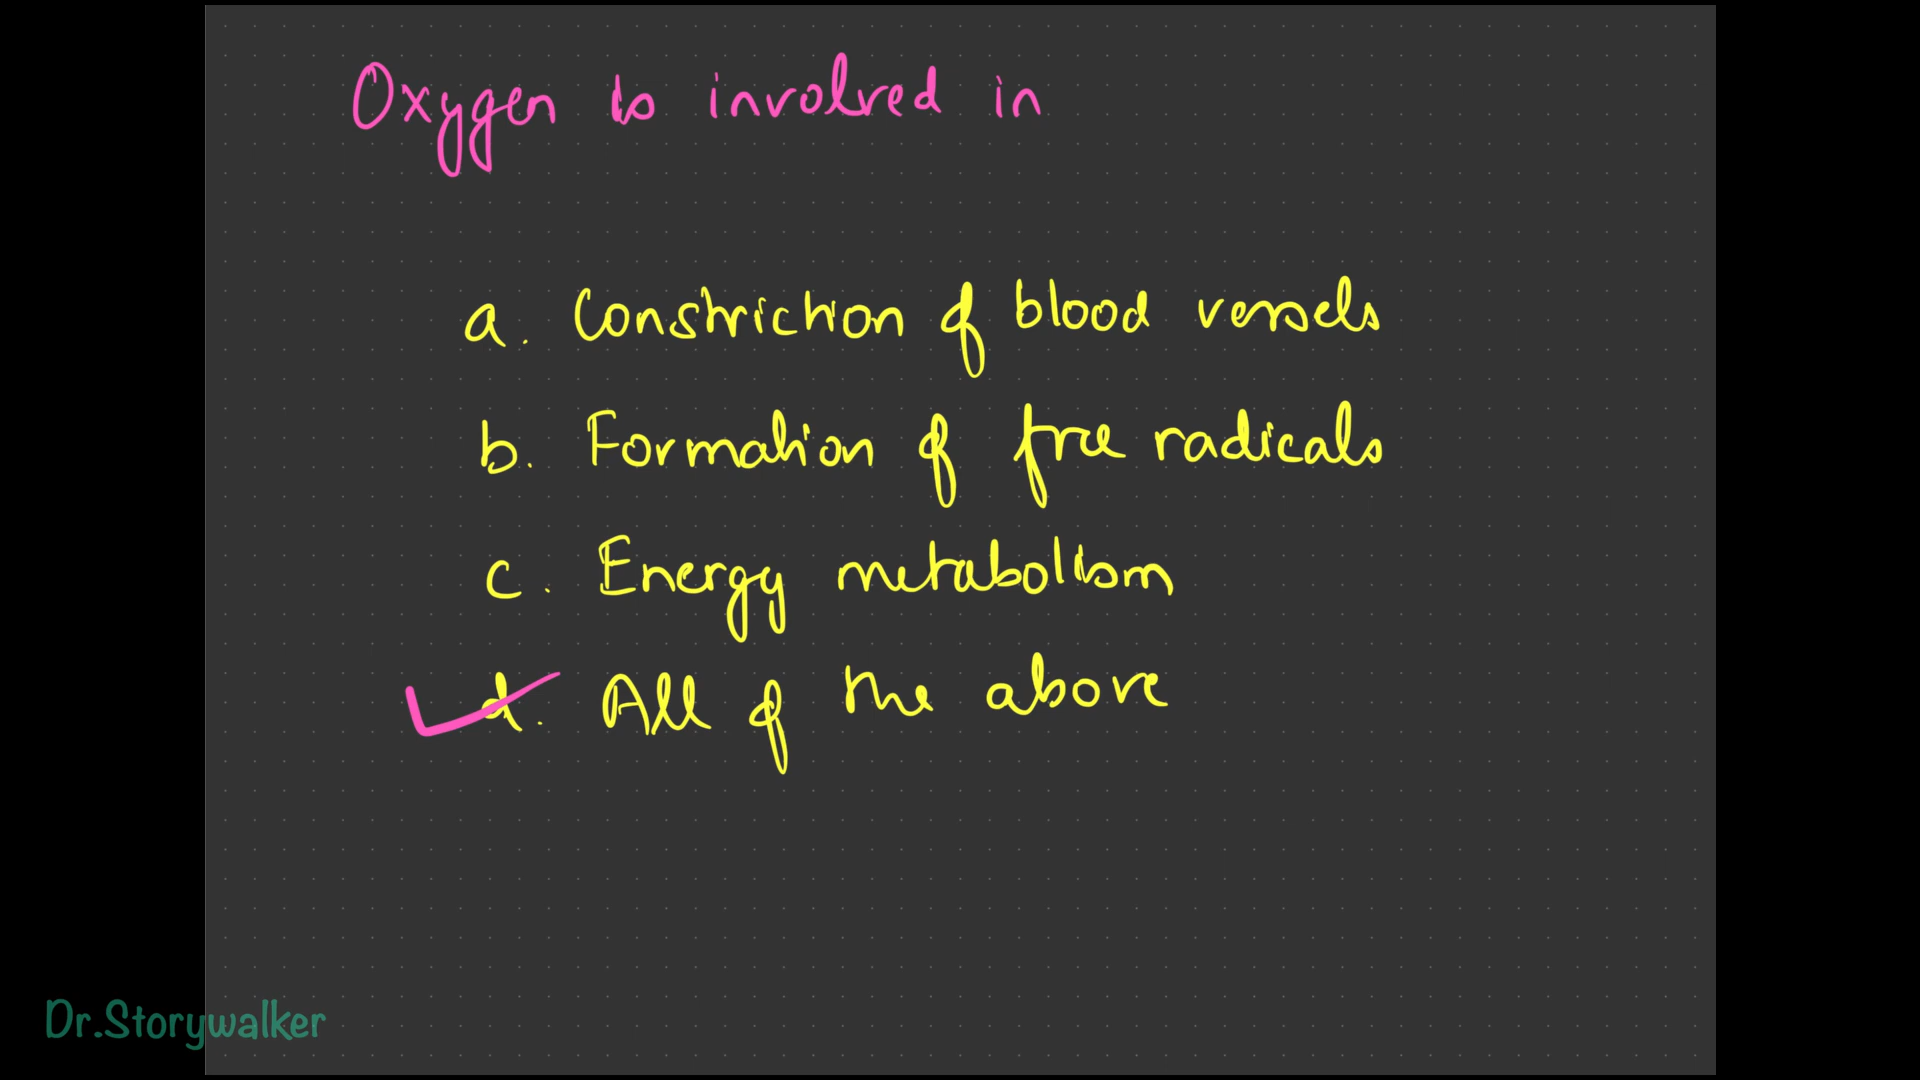 Oxygen is involved in
a. Constriction of blood vessels
b. Formation of free radicals
c. Energy metabolism
d. All of the above
Dr.Storywalker